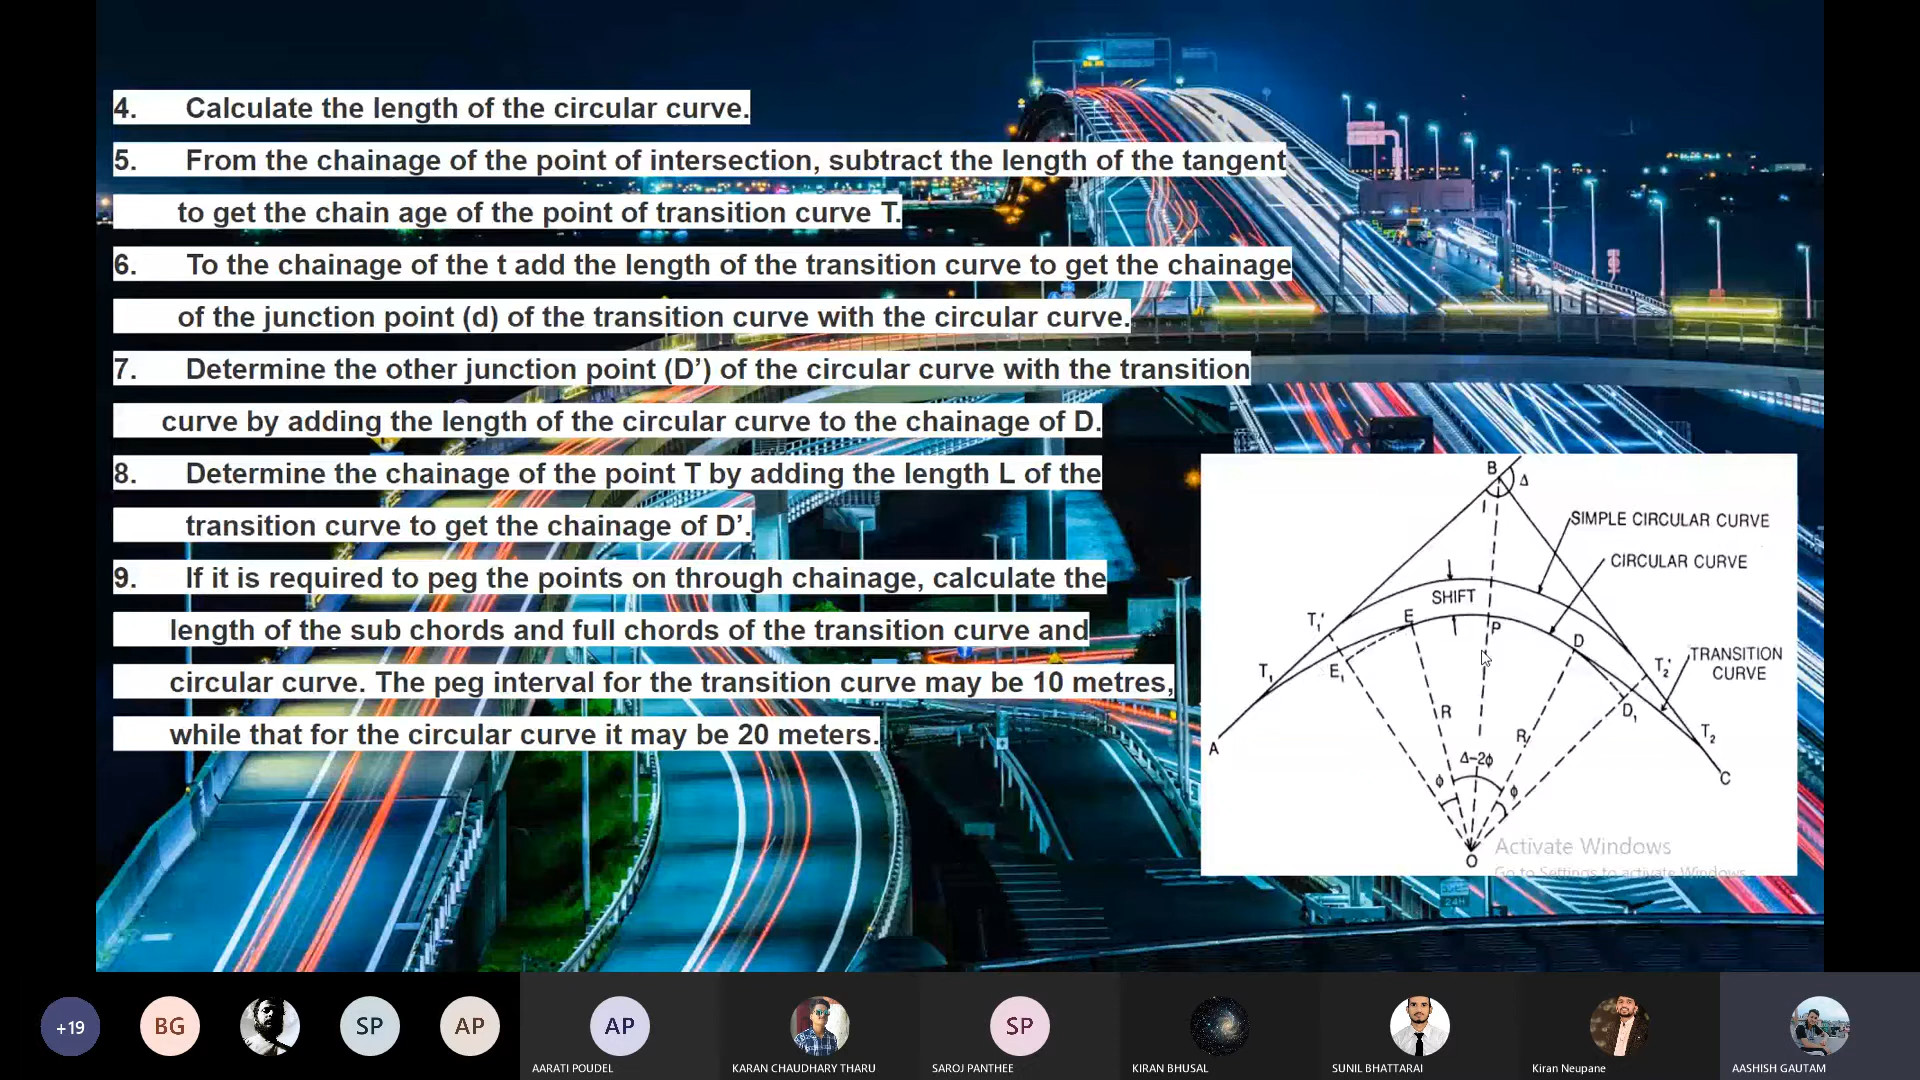 4. Calculate the length of the circular curve.
5. From the chainage of the point of intersection, subtract the length of the tangent
to get the chain age of the point of transition curve T.
6. To the chainage of the t add the length of the transition curve to get the chainage
of the junction point (d) of the transition curve with the circular curve.
7. Determine the other junction point (D’) of the circular curve with the transition
curve by adding the length of the circular curve to the chainage of D.
8. Determine the chainage of the point T by adding the length L of the
transition curve to get the chainage of D’.
9. If it is required to peg the points on through chainage, calculate the
length of the sub chords and full chords of the transition curve and
circular curve. The peg interval for the transition curve may be 10 metres,
while that for the circular curve it may be 20 meters.
B
Δ
SIMPLE CIRCULAR CURVE
CIRCULAR CURVE
SHIFT
T₁'
E
P
D
T₁
E₁
T₂'
TRANSITION
CURVE
R
D₁
R
T₂
A
Δ-2ϕ
ϕ
ϕ
C
O
Activate Windows
Go to Settings to activate Windows.
24H
+19
BG
SP
AP
AP
SP
AARATI POUDEL
KARAN CHAUDHARY THARU
SAROJ PANTHEE
KIRAN BHUSAL
SUNIL BHATTARAI
Kiran Neupane
AASHISH GAUTAM